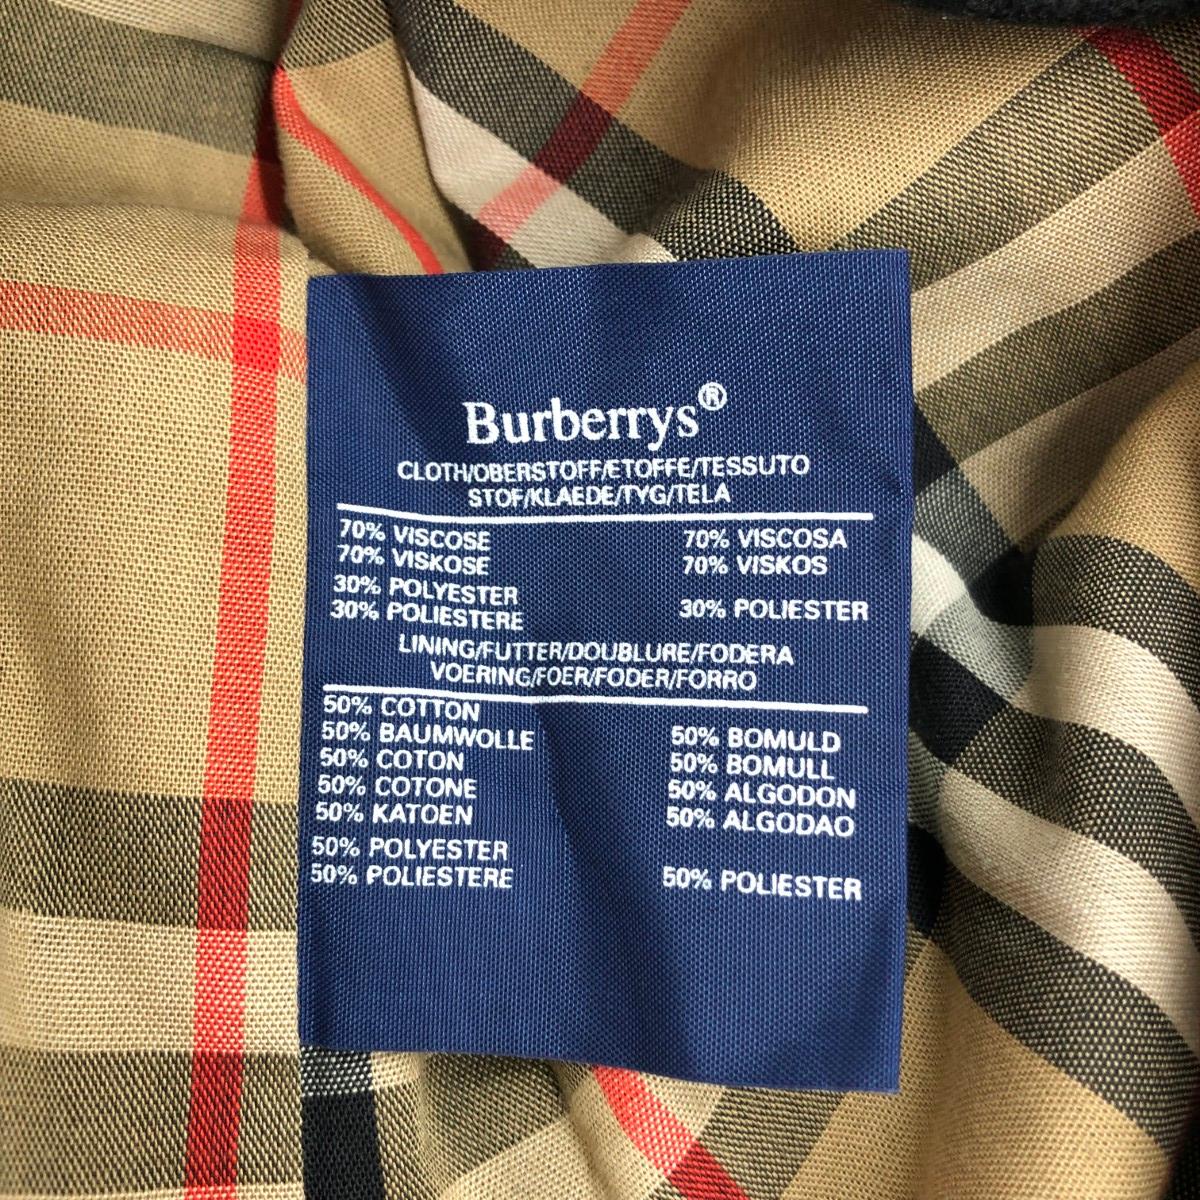 Burberrys®
CLOTH/OBERSTOFF/ETOFFE/TESSUTO
STOF/KLAEDE/TYG/TELA
70% VISCOSE 70% VISCOSA
70% VISKOSE 70% VISKOS
30% POLYESTER
30% POLIESTERE 30% POLIESTER
LINING/FUTTER/DOUBLURE/FODERA
VOERING/FOER/FODER/FORRO
50% COTTON
50% BAUMWOLLE 50% BOMULD
50% COTON 50% BOMULL
50% COTONE 50% ALGODON
50% KATOEN 50% ALGODAO
50% POLYESTER
50% POLIESTERE 50% POLIESTER